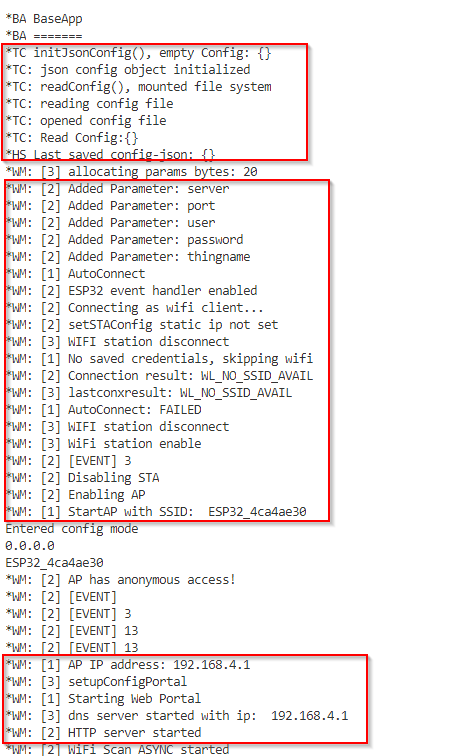 *BA BaseApp
*BA =======
*TC initJsonConfig(), empty Config: {}
*TC: json config object initialized
*TC: readConfig(), mounted file system
*TC: reading config file
*TC: opened config file
*TC: Read Config:{}
*HS Last saved config-json: {}
*WM: [3] allocating params bytes: 20
*WM: [2] Added Parameter: server
*WM: [2] Added Parameter: port
*WM: [2] Added Parameter: user
*WM: [2] Added Parameter: password
*WM: [2] Added Parameter: thingname
*WM: [1] AutoConnect
*WM: [2] ESP32 event handler enabled
*WM: [2] Connecting as wifi client...
*WM: [2] setSTAConfig static ip not set
*WM: [3] WIFI station disconnect
*WM: [1] No saved credentials, skipping wifi
*WM: [2] Connection result: WL_NO_SSID_AVAIL
*WM: [3] lastconxresult: WL_NO_SSID_AVAIL
*WM: [1] AutoConnect: FAILED
*WM: [3] WIFI station disconnect
*WM: [3] WiFi station enable
*WM: [2] [EVENT] 3
*WM: [2] Disabling STA
*WM: [2] Enabling AP
*WM: [1] StartAP with SSID:  ESP32_4ca4ae30
Entered config mode
0.0.0.0
ESP32_4ca4ae30
*WM: [2] AP has anonymous access!
*WM: [2] [EVENT]
*WM: [2] [EVENT] 3
*WM: [2] [EVENT] 13
*WM: [2] [EVENT] 13
*WM: [1] AP IP address: 192.168.4.1
*WM: [3] setupConfigPortal
*WM: [1] Starting Web Portal
*WM: [3] dns server started with ip:  192.168.4.1
*WM: [2] HTTP server started
*WM: [2] WiFi Scan ASYNC started